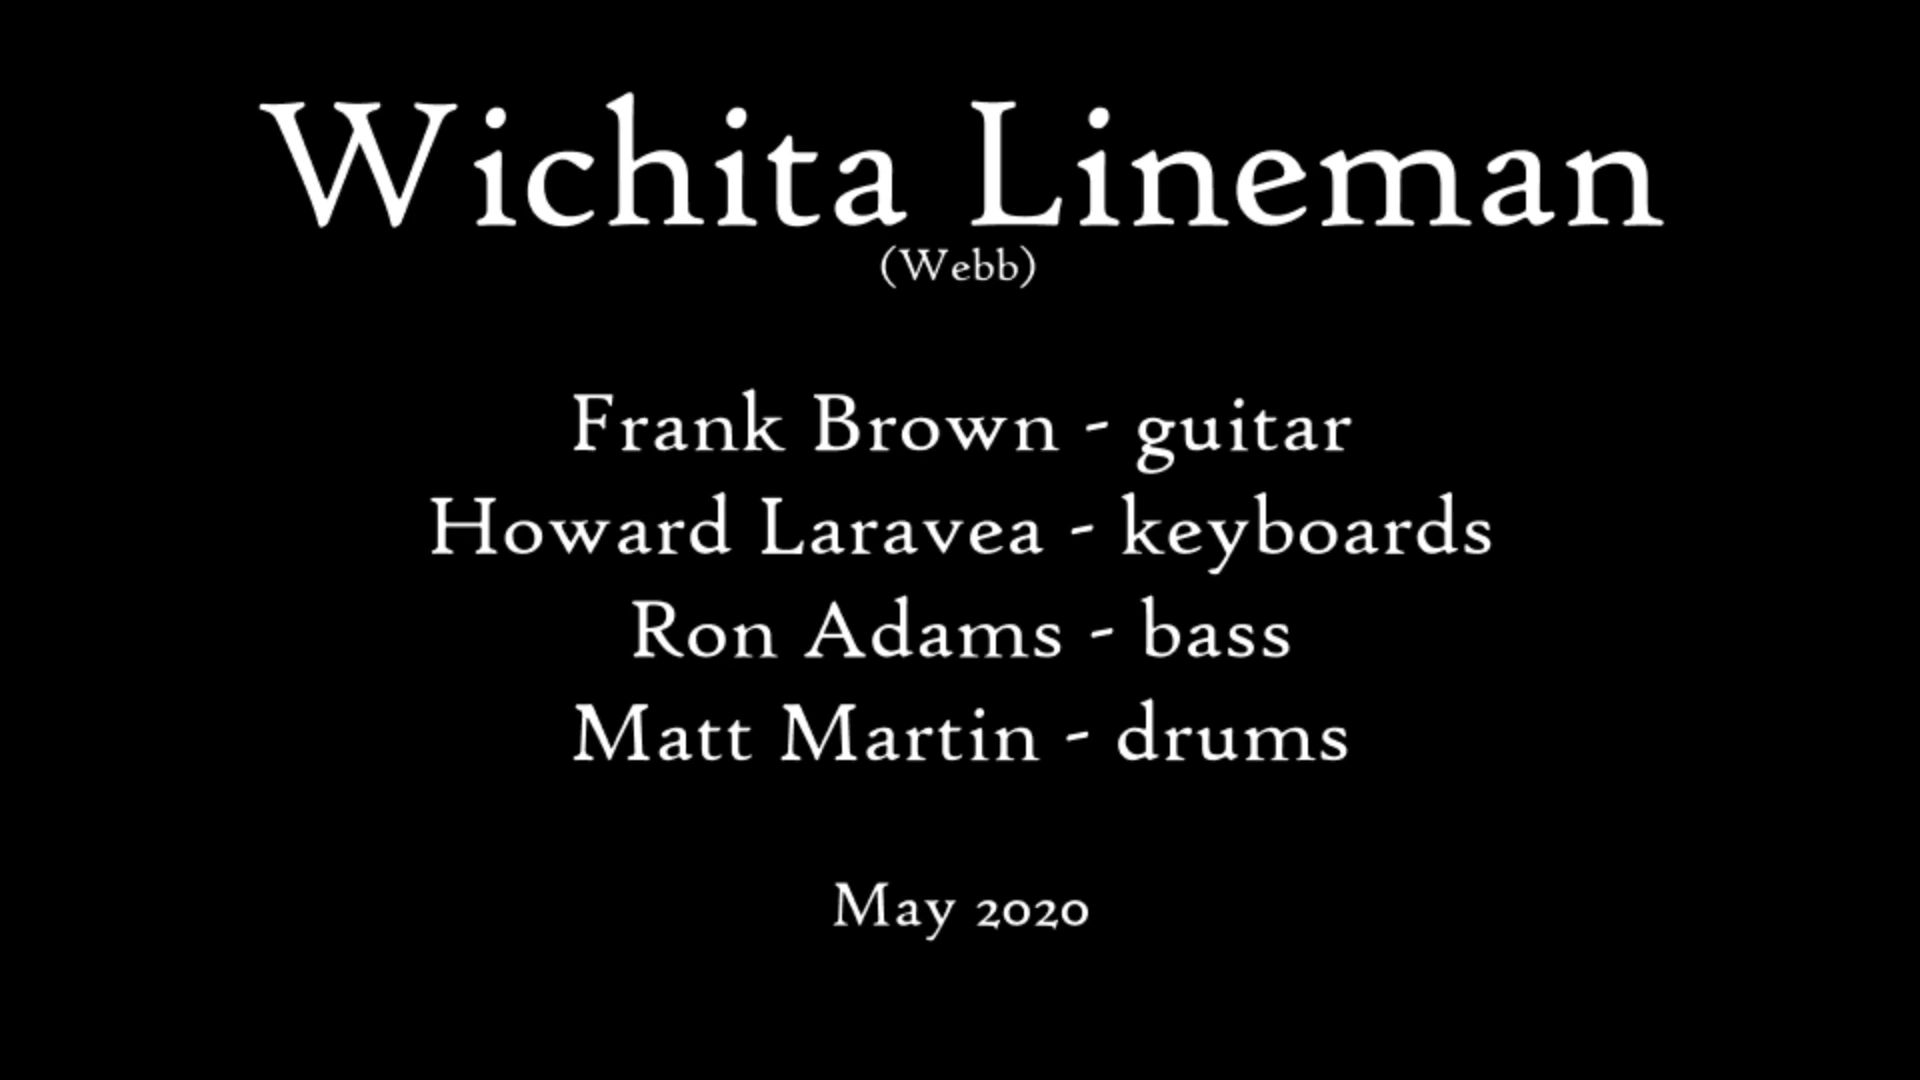 Wichita Lineman
(Webb)
Frank Brown - guitar
Howard Laravea - keyboards
Ron Adams - bass
Matt Martin - drums
May 2020